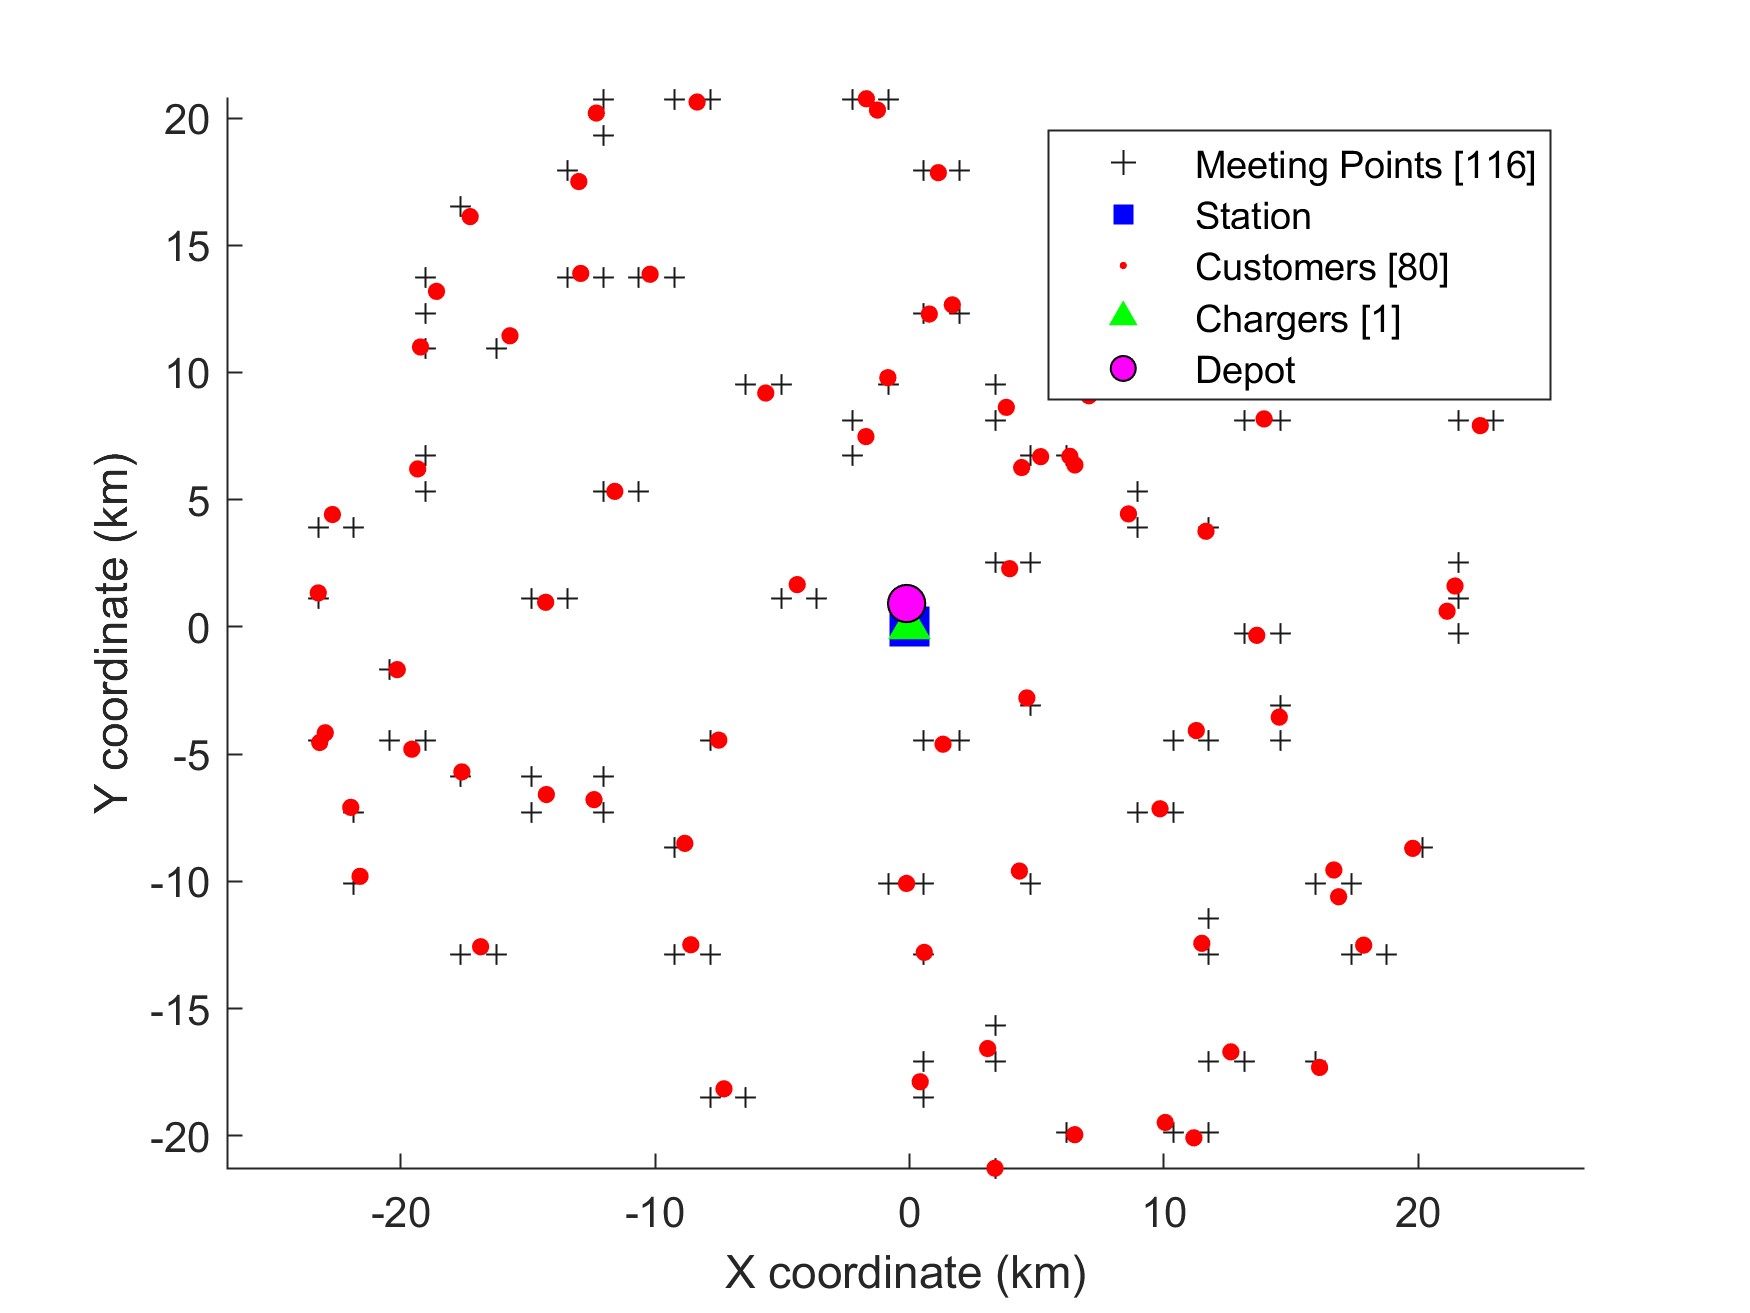 20
15
10
5
0
-5
-10
-15
-20
Y coordinate (km)
Meeting Points [116]
Station
Customers [80]
Chargers [1]
Depot
-20
-10
0
10
20
X coordinate (km)